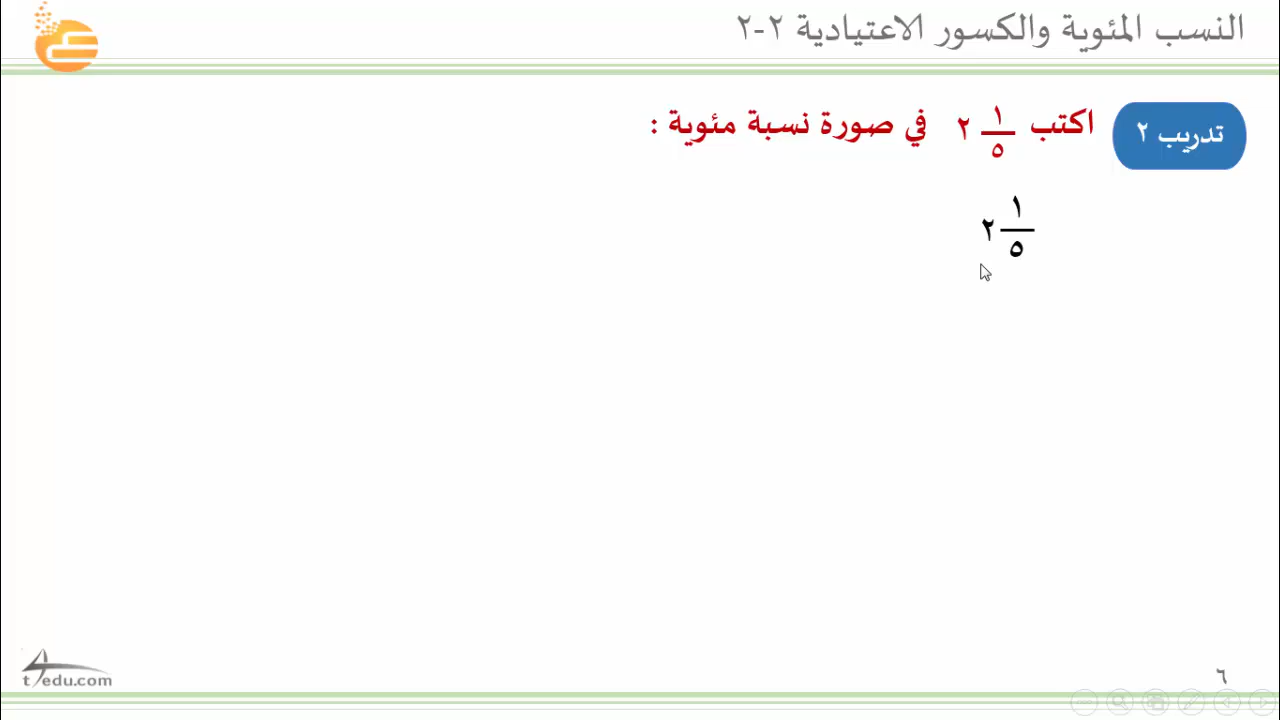 النسب المئوية والكسور الاعتيادية ٢-٢
تدريب ٢
اكتب ٢ ١/٥ في صورة نسبة مئوية :
٢ ١/٥
t4edu.com
٦